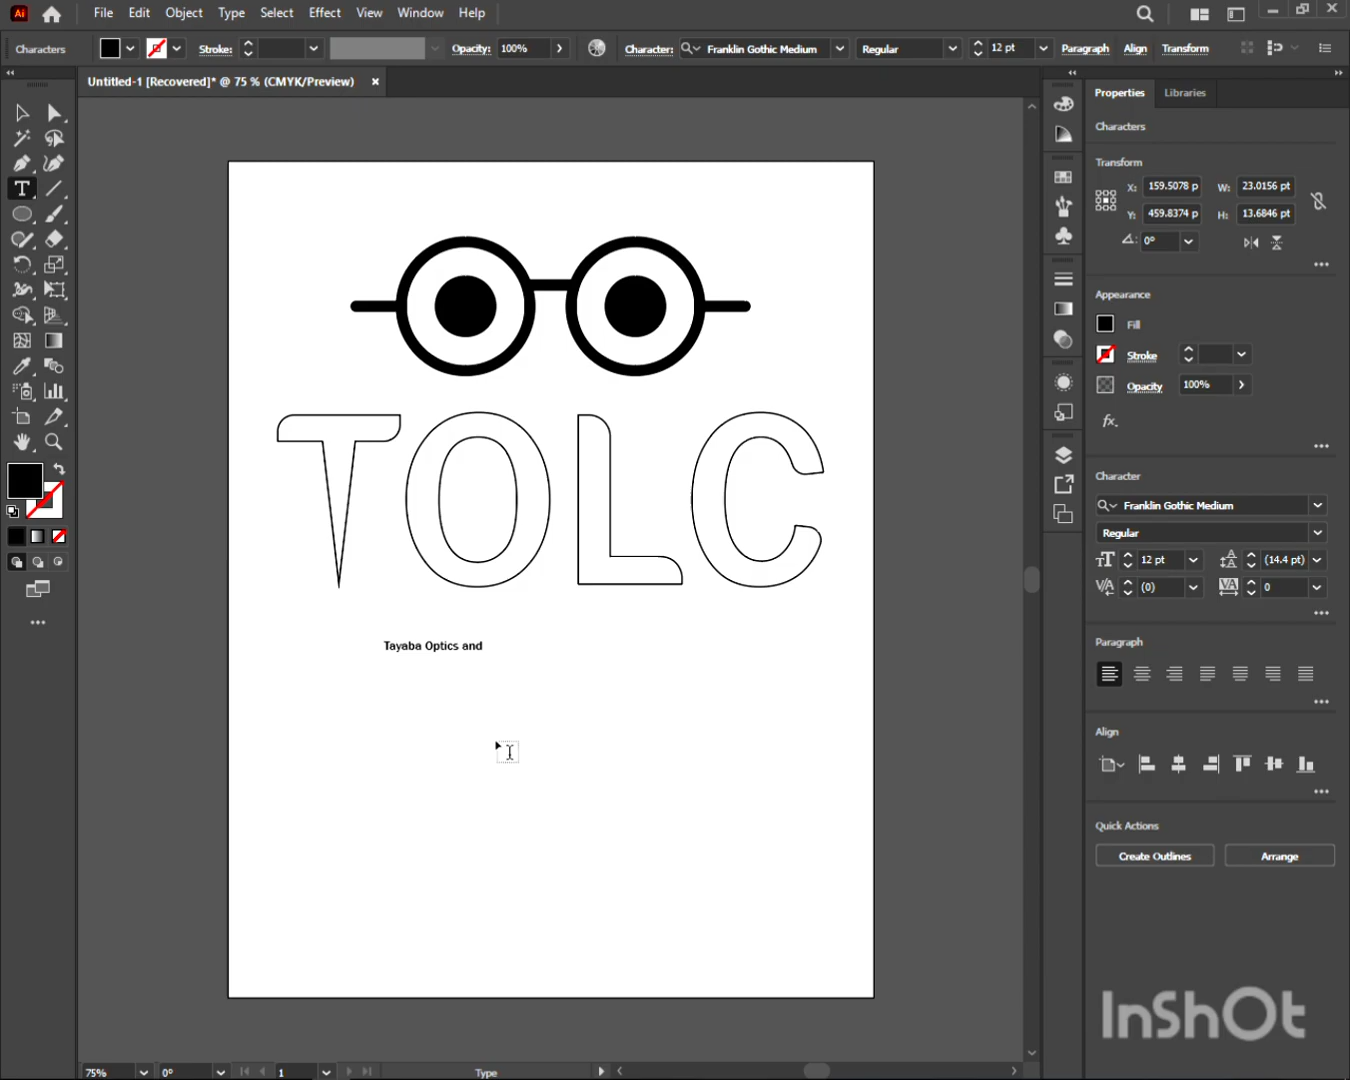 Ai File Edit Object Type Select Effect View Window Help
Characters Stroke: Opacity: 100% Character: Franklin Gothic Medium Regular 12 pt Paragraph Align Transform
Untitled-1 [Recovered]* @ 75 % (CMYK/Preview) ×
Properties Libraries
Characters
Transform
X: 159.5078 p W: 23.0156 pt
Y: 459.8374 p H: 13.6846 pt
0°
Appearance
Fill
Stroke
Opacity 100%
fx.
Character
Franklin Gothic Medium
Regular
12 pt (14.4 pt)
(0) 0
Paragraph
Align
Quick Actions
Create Outlines Arrange
TOLC
Tayaba Optics and
InShOt
75% 0° 1 Type